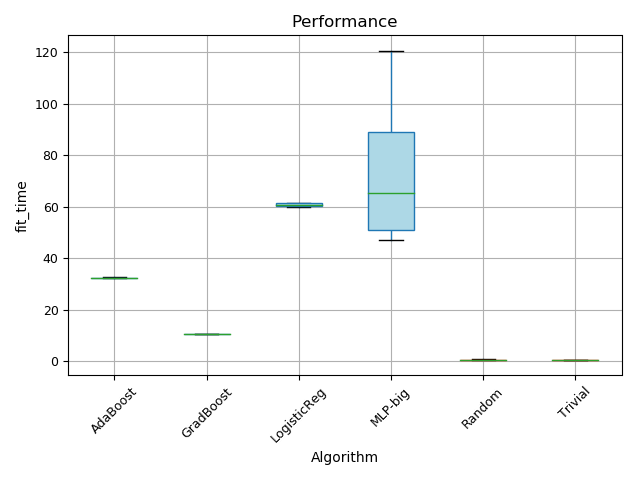 Performance
fit_time
120
100
80
60
40
20
0
AdaBoost
GradBoost
LogisticReg
MLP-big
Random
Trivial
Algorithm